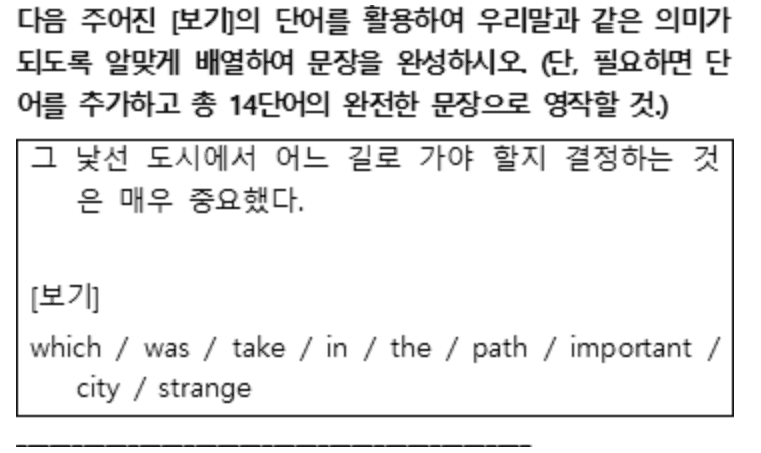 다음 주어진 [보기]의 단어를 활용하여 우리말과 같은 의미가
되도록 알맞게 배열하여 문장을 완성하시오. (단, 필요하면 단
어를 추가하고 총 14단어의 완전한 문장으로 영작할 것.)
그 낯선 도시에서 어느 길로 가야 할지 결정하는 것
은 매우 중요했다.
[보기]
which / was / take / in / the / path / important /
city / strange